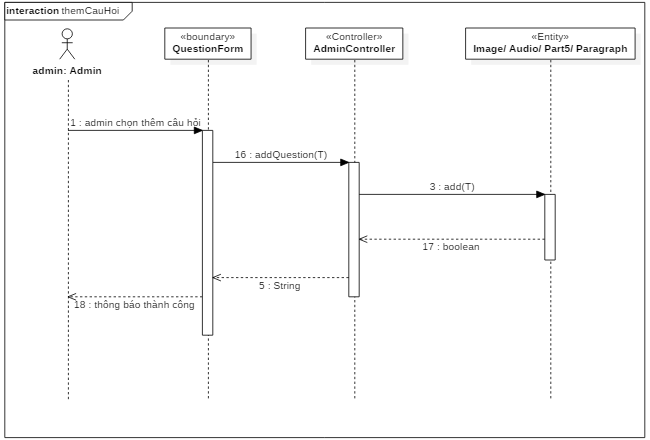 interaction themCauHoi
«boundary»
QuestionForm
«Controller»
AdminController
«Entity»
Image/ Audio/ Part5/ Paragraph
admin: Admin
1 : admin chọn thêm câu hỏi
16 : addQuestion(T)
3 : add(T)
17 : boolean
5 : String
18 : thông báo thành công